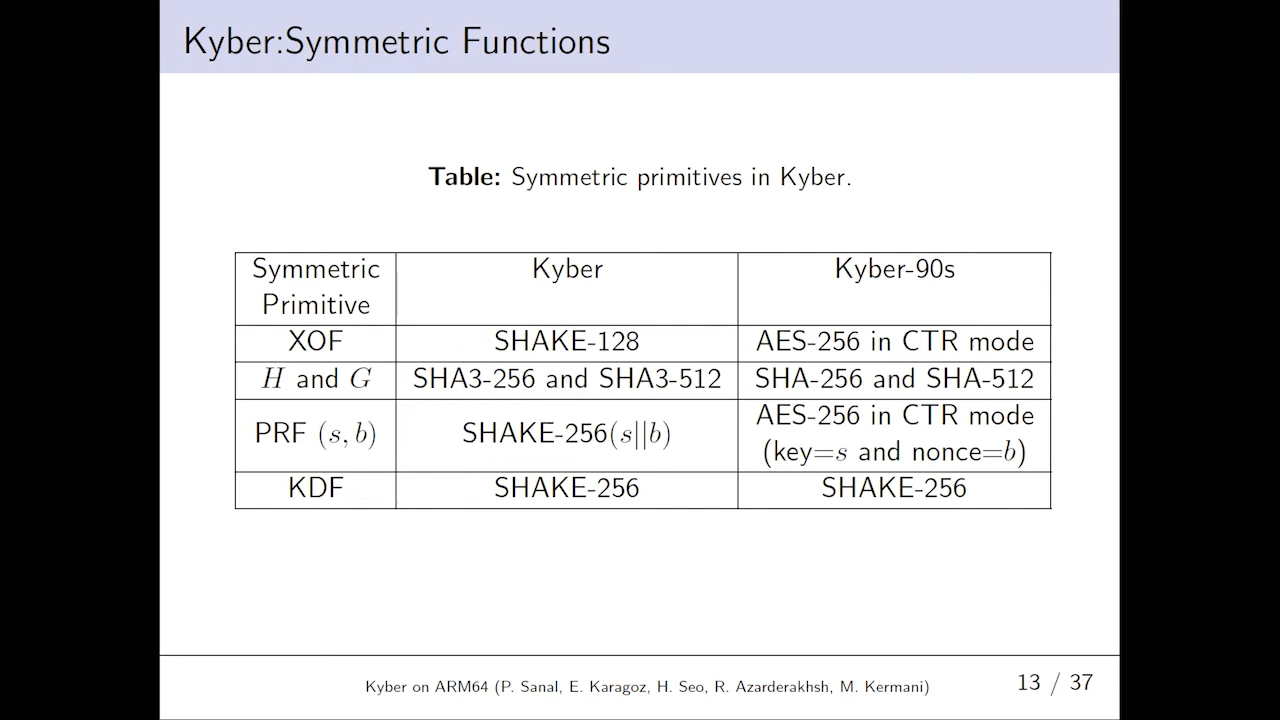 Kyber:Symmetric Functions
Table: Symmetric primitives in Kyber.
Symmetric Primitive | Kyber | Kyber-90s
XOF | SHAKE-128 | AES-256 in CTR mode
H and G | SHA3-256 and SHA3-512 | SHA-256 and SHA-512
PRF (s, b) | SHAKE-256(s||b) | AES-256 in CTR mode (key=s and nonce=b)
KDF | SHAKE-256 | SHAKE-256
Kyber on ARM64 (P. Sanal, E. Karagoz, H. Seo, R. Azarderakhsh, M. Kermani)
13 / 37